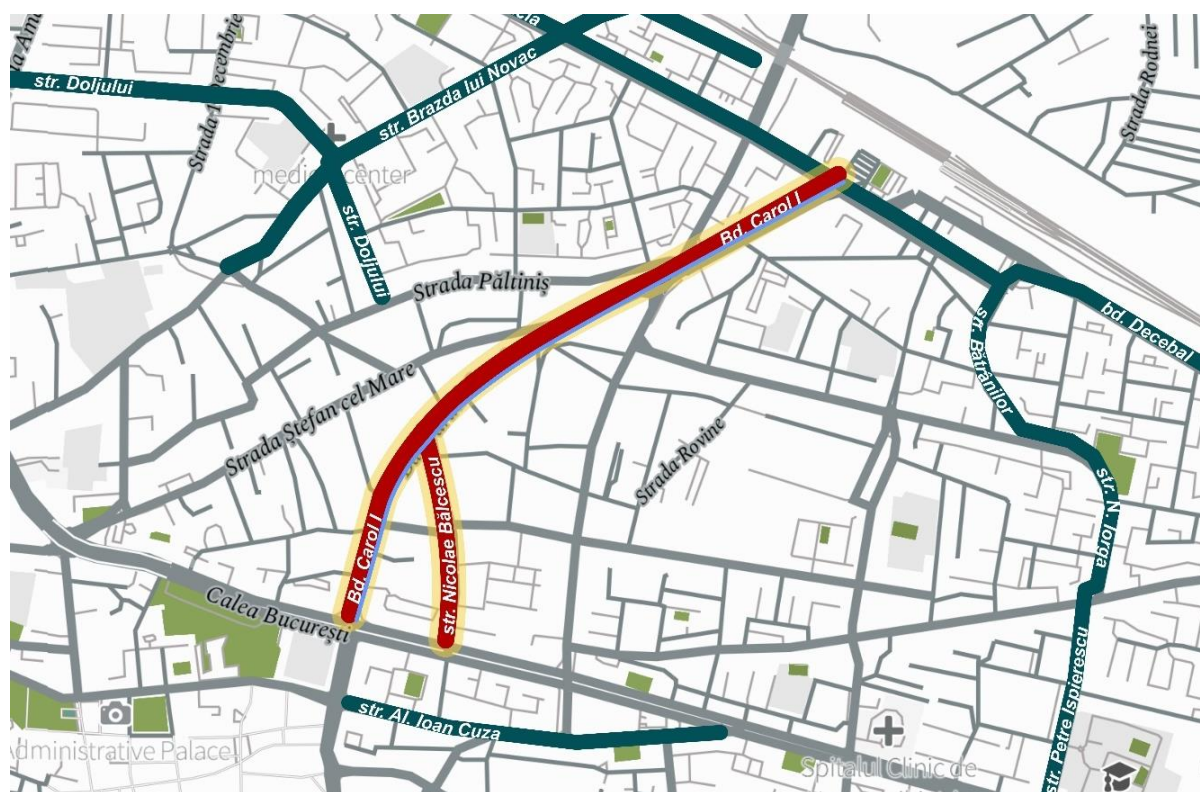 str. Doljului
Strada 1 Decembrie
str. Brazda lui Novac
Strada Rodnei
medical center
str. Doljului
Bd. Carol I
Strada Păltiniș
bd. Decebal
str. Bătrânilor
Strada Ștefan cel Mare
Strada Rovine
str. Nicolae Bălcescu
str. N. Iorga
Bd. Carol I
Calea București
str. Petre Ispierescu
str. Al. Ioan Cuza
Administrative Palace
Spitalul Clinic de